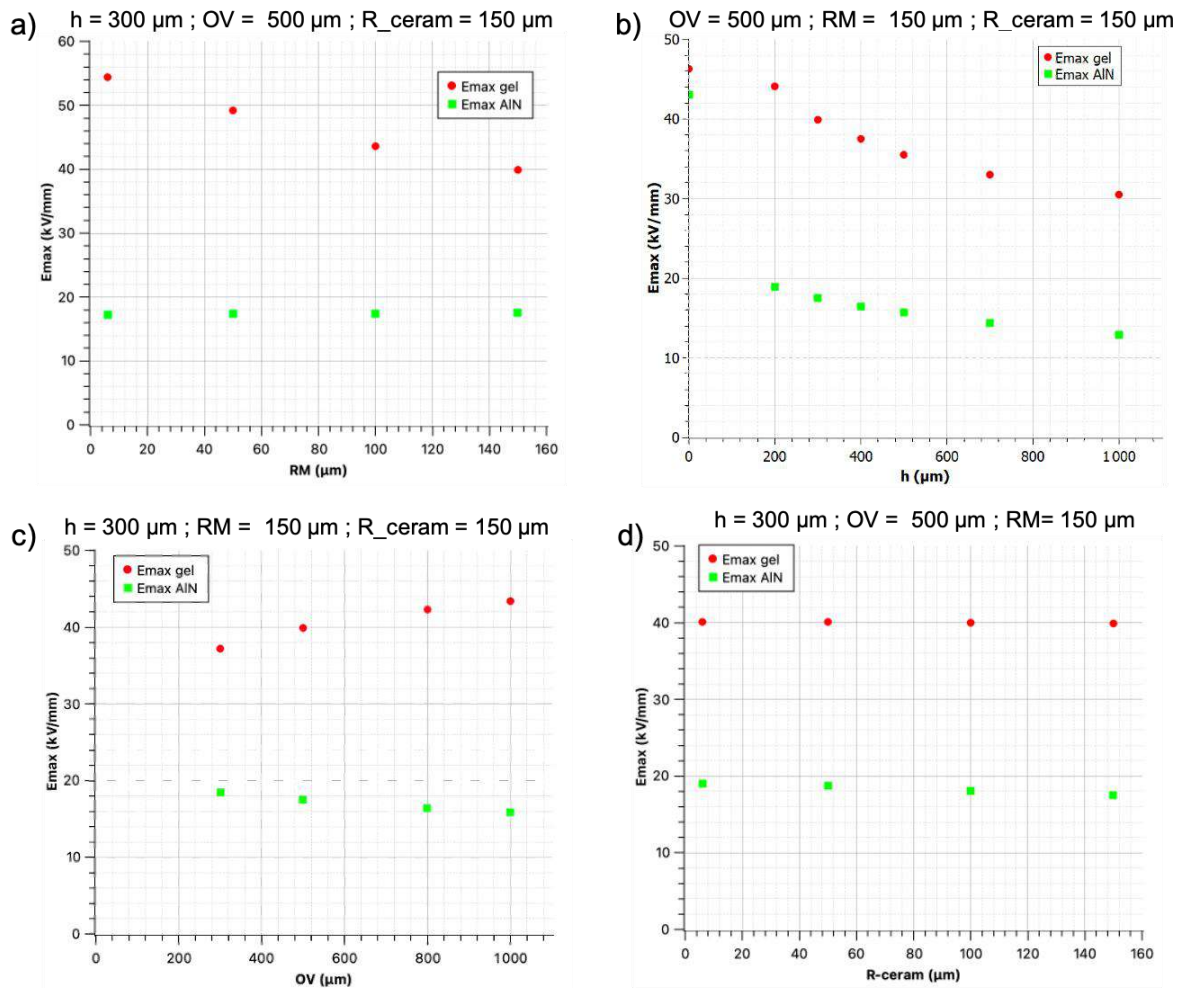 a) h = 300 µm ; OV = 500 µm ; R_ceram = 150 µm
60
50
40
30
20
10
0
Emax (kV/mm)
Emax gel
Emax AlN
0 20 40 60 80 100 120 140 160
RM (µm)
b) OV = 500 µm ; RM = 150 µm ; R_ceram = 150 µm
50
40
30
20
10
0
Emax (kV/mm)
Emax gel
Emax AlN
0 200 400 600 800 1000
h (µm)
c) h = 300 µm ; RM = 150 µm ; R_ceram = 150 µm
50
40
30
20
10
0
Emax (kV/mm)
Emax gel
Emax AlN
0 200 400 600 800 1000
OV (µm)
d) h = 300 µm ; OV = 500 µm ; RM= 150 µm
50
40
30
20
10
0
Emax (kV/mm)
Emax gel
Emax AlN
0 20 40 60 80 100 120 140 160
R-ceram (µm)